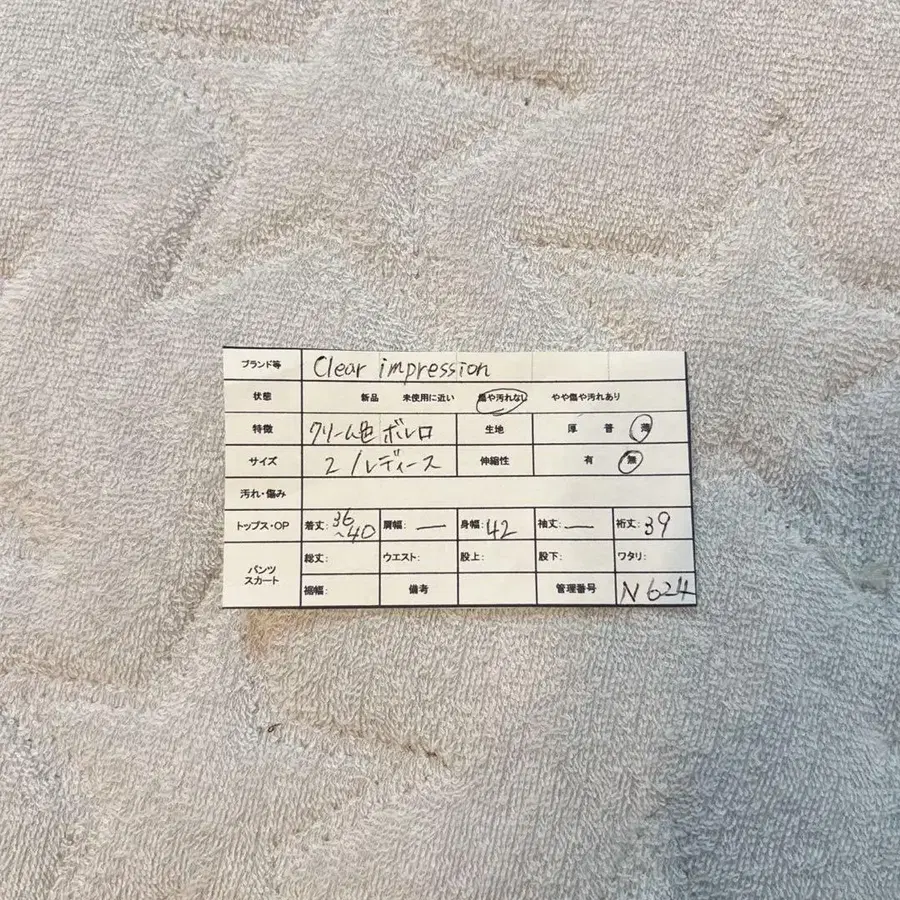 ブランド等 Clear impression
状態 新品 未使用に近い 傷や汚れなし やや傷や汚れあり
特徴 クリーム色 ボレロ 生地 厚 普 薄
サイズ 2 / レディース 伸縮性 有 無
汚れ・傷み
トップス・OP 着丈: 36～40 肩幅: ― 身幅: 42 袖丈: ― 裄丈: 39
パンツ スカート 総丈: ウエスト: 股上: 股下: ワタリ:
裾幅: 備考 管理番号 N624